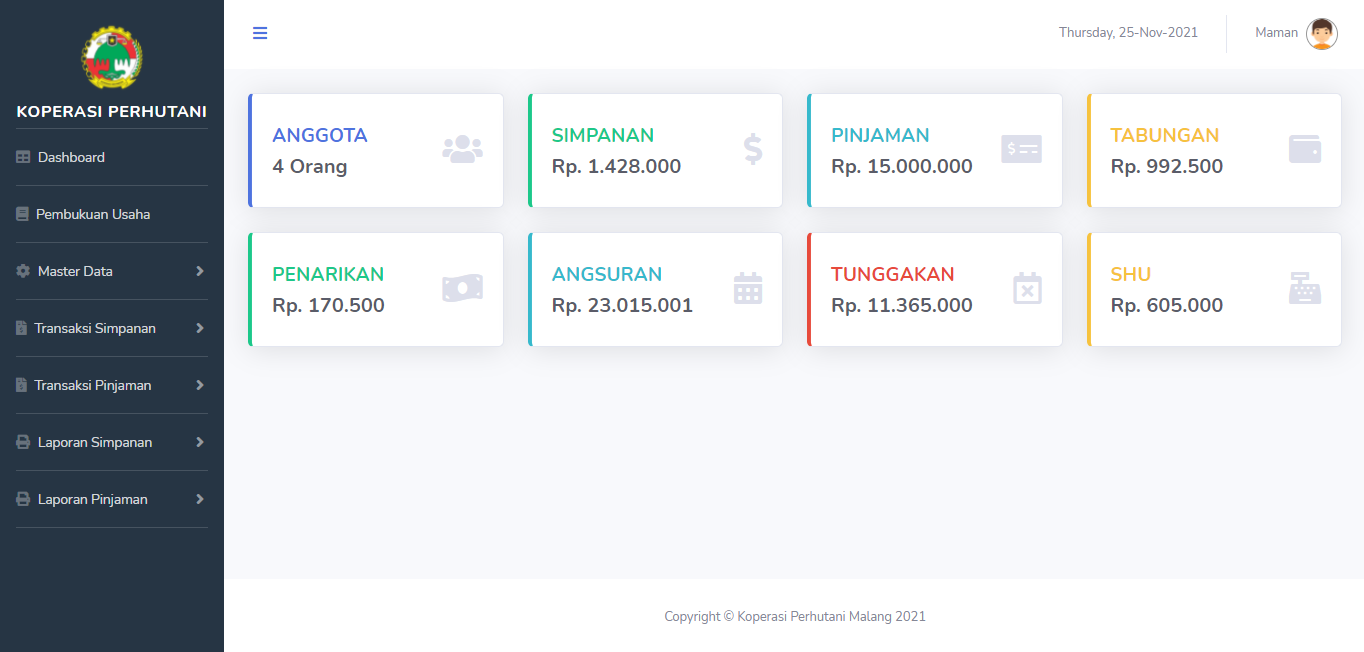 KOPERASI PERHUTANI
Dashboard
Pembukuan Usaha
Master Data
Transaksi Simpanan
Transaksi Pinjaman
Laporan Simpanan
Laporan Pinjaman
Thursday, 25-Nov-2021
Maman
ANGGOTA
4 Orang
SIMPANAN
Rp. 1.428.000
PINJAMAN
Rp. 15.000.000
TABUNGAN
Rp. 992.500
PENARIKAN
Rp. 170.500
ANGSURAN
Rp. 23.015.001
TUNGGAKAN
Rp. 11.365.000
SHU
Rp. 605.000
Copyright © Koperasi Perhutani Malang 2021